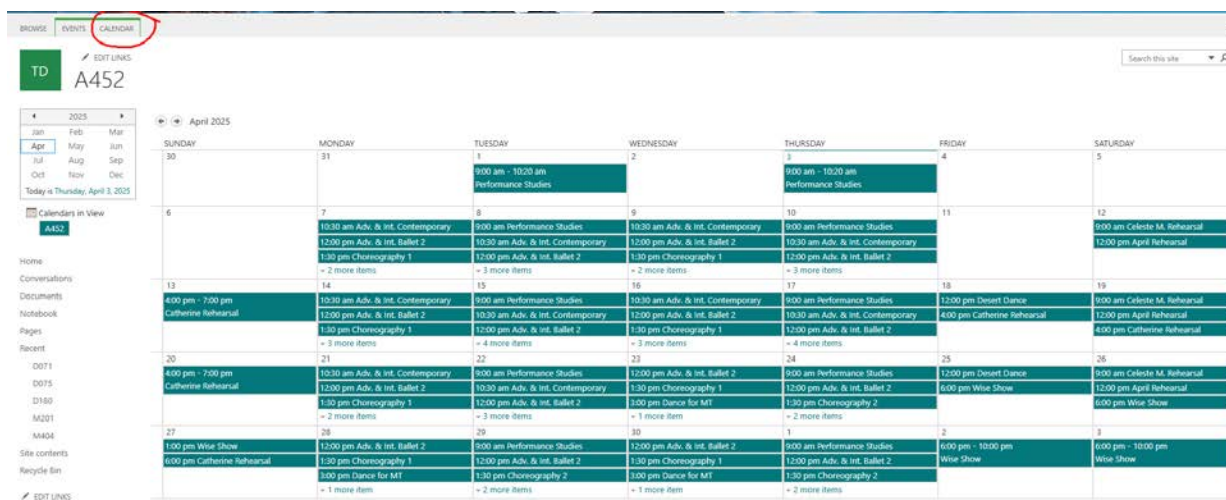 BROWSE EVENTS CALENDAR
EDIT LINKS
TD
A452
Search this site
2025
Jan Feb Mar
Apr May Jun
Jul Aug Sep
Oct Nov Dec
Today is Thursday, April 3, 2025
Calendars in View
A452
Home
Conversations
Documents
Notebook
Pages
Recent
D071
D075
D160
M201
M404
Site contents
Recycle Bin
EDIT LINKS
April 2025
SUNDAY MONDAY TUESDAY WEDNESDAY THURSDAY FRIDAY SATURDAY
30 31 1 2 3 4 5
9:00 am - 10:20 am 9:00 am - 10:20 am
Performance Studies Performance Studies
6 7 8 9 10 11 12
10:30 am Adv. & Int. Contemporary 9:00 am Performance Studies 10:30 am Adv. & Int. Contemporary 9:00 am Performance Studies 9:00 am Celeste M. Rehearsal
12:00 pm Adv. & Int. Ballet 2 10:30 am Adv. & Int. Contemporary 12:00 pm Adv. & Int. Ballet 2 10:30 am Adv. & Int. Contemporary 12:00 pm April Rehearsal
1:30 pm Choreography 1 12:00 pm Adv. & Int. Ballet 2 1:30 pm Choreography 1 12:00 pm Adv. & Int. Ballet 2
2 more items 3 more items 2 more items 3 more items
13 14 15 16 17 18 19
4:00 pm - 7:00 pm 10:30 am Adv. & Int. Contemporary 9:00 am Performance Studies 10:30 am Adv. & Int. Contemporary 9:00 am Performance Studies 12:00 pm Desert Dance 9:00 am Celeste M. Rehearsal
Catherine Rehearsal 12:00 pm Adv. & Int. Ballet 2 10:30 am Adv. & Int. Contemporary 12:00 pm Adv. & Int. Ballet 2 10:30 am Adv. & Int. Contemporary 4:00 pm Catherine Rehearsal 12:00 pm April Rehearsal
1:30 pm Choreography 1 12:00 pm Adv. & Int. Ballet 2 1:30 pm Choreography 1 12:00 pm Adv. & Int. Ballet 2 4:00 pm Catherine Rehearsal
3 more items 4 more items 3 more items 4 more items
20 21 22 23 24 25 26
4:00 pm - 7:00 pm 10:30 am Adv. & Int. Contemporary 9:00 am Performance Studies 12:00 pm Adv. & Int. Ballet 2 9:00 am Performance Studies 12:00 pm Desert Dance 9:00 am Celeste M. Rehearsal
Catherine Rehearsal 12:00 pm Adv. & Int. Ballet 2 10:30 am Adv. & Int. Contemporary 1:30 pm Choreography 1 12:00 pm Adv. & Int. Ballet 2 6:00 pm Wise Show 12:00 pm April Rehearsal
1:30 pm Choreography 1 12:00 pm Adv. & Int. Ballet 2 3:00 pm Dance for MT 1:30 pm Choreography 2 6:00 pm Wise Show
2 more items 3 more items 1 more item 2 more items
27 28 29 30 1 2 3
1:00 pm Wise Show 12:00 pm Adv. & Int. Ballet 2 9:00 am Performance Studies 12:00 pm Adv. & Int. Ballet 2 9:00 am Performance Studies 6:00 pm - 10:00 pm 6:00 pm - 10:00 pm
6:00 pm Catherine Rehearsal 1:30 pm Choreography 1 12:00 pm Adv. & Int. Ballet 2 1:30 pm Choreography 1 12:00 pm Adv. & Int. Ballet 2 Wise Show Wise Show
3:00 pm Dance for MT 1:30 pm Choreography 2 3:00 pm Dance for MT 1:30 pm Choreography 2
1 more item 2 more items 1 more item 2 more items